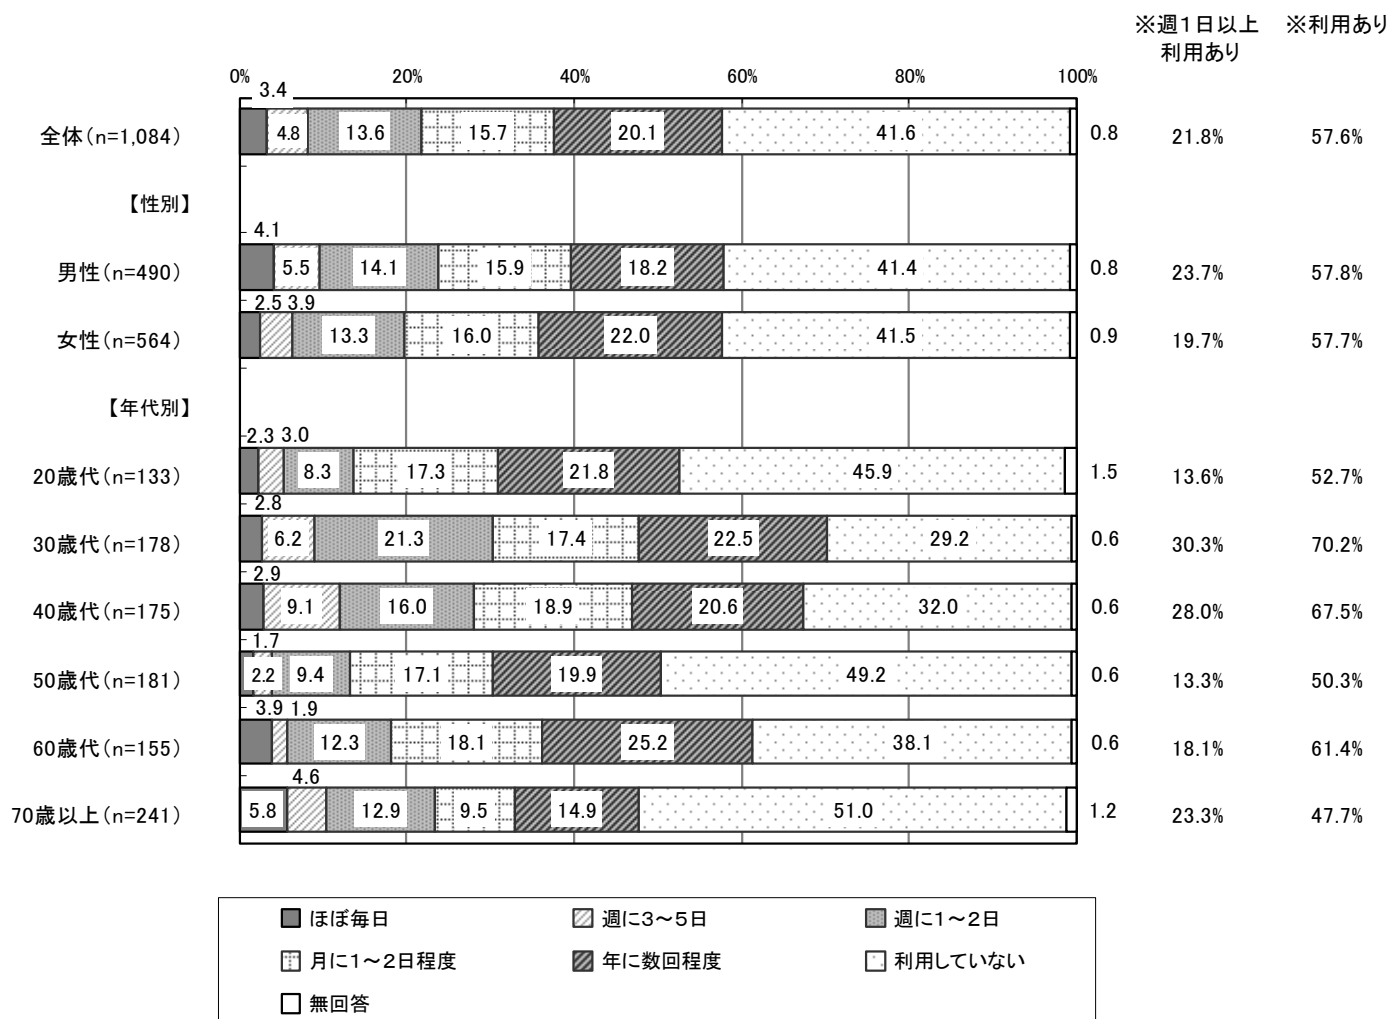 ※週1日以上 ※利用あり
利用あり
0% 20% 40% 60% 80% 100%
3.4
全体(n=1,084) 4.8 13.6 15.7 20.1 41.6 0.8 21.8% 57.6%
【性別】
4.1
男性(n=490) 5.5 14.1 15.9 18.2 41.4 0.8 23.7% 57.8%
2.5 3.9
女性(n=564) 13.3 16.0 22.0 41.5 0.9 19.7% 57.7%
【年代別】
2.3 3.0
20歳代(n=133) 8.3 17.3 21.8 45.9 1.5 13.6% 52.7%
2.8
30歳代(n=178) 6.2 21.3 17.4 22.5 29.2 0.6 30.3% 70.2%
2.9
40歳代(n=175) 9.1 16.0 18.9 20.6 32.0 0.6 28.0% 67.5%
1.7
50歳代(n=181) 2.2 9.4 17.1 19.9 49.2 0.6 13.3% 50.3%
3.9 1.9
60歳代(n=155) 12.3 18.1 25.2 38.1 0.6 18.1% 61.4%
4.6
70歳以上(n=241) 5.8 12.9 9.5 14.9 51.0 1.2 23.3% 47.7%
ほぼ毎日 週に3～5日 週に1～2日
月に1～2日程度 年に数回程度 利用していない
無回答